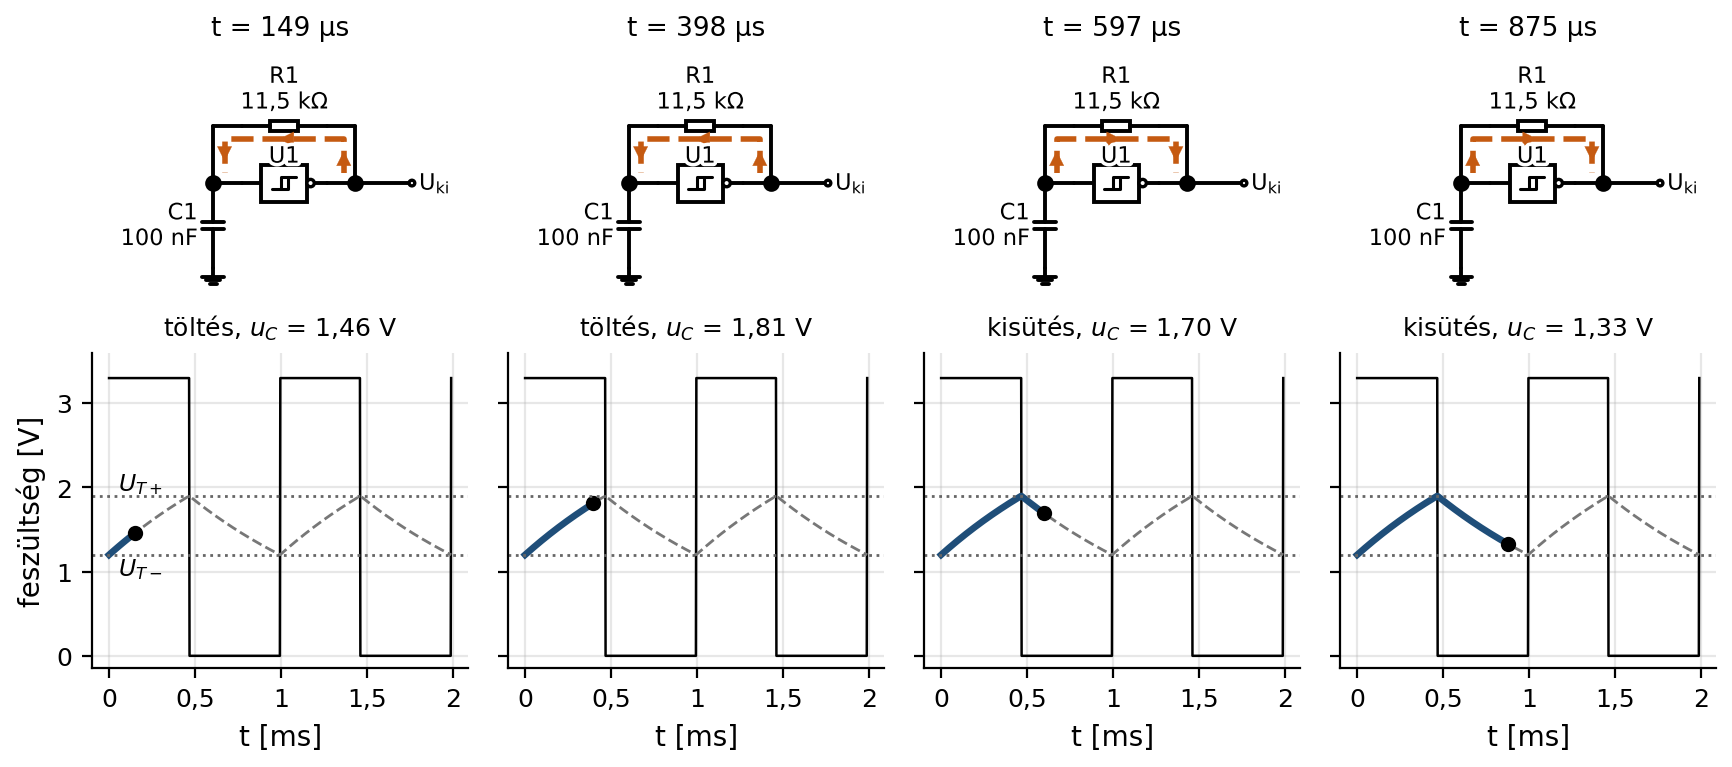 t = 149 µs
t = 398 µs
t = 597 µs
t = 875 µs
R1
11,5 kΩ
U1
Uki
C1
100 nF
R1
11,5 kΩ
U1
Uki
C1
100 nF
R1
11,5 kΩ
U1
Uki
C1
100 nF
R1
11,5 kΩ
U1
Uki
C1
100 nF
töltés, uC = 1,46 V
töltés, uC = 1,81 V
kisütés, uC = 1,70 V
kisütés, uC = 1,33 V
feszültség [V]
3
2
1
0
UT+
UT−
0 0,5 1 1,5 2
0 0,5 1 1,5 2
0 0,5 1 1,5 2
0 0,5 1 1,5 2
t [ms]
t [ms]
t [ms]
t [ms]